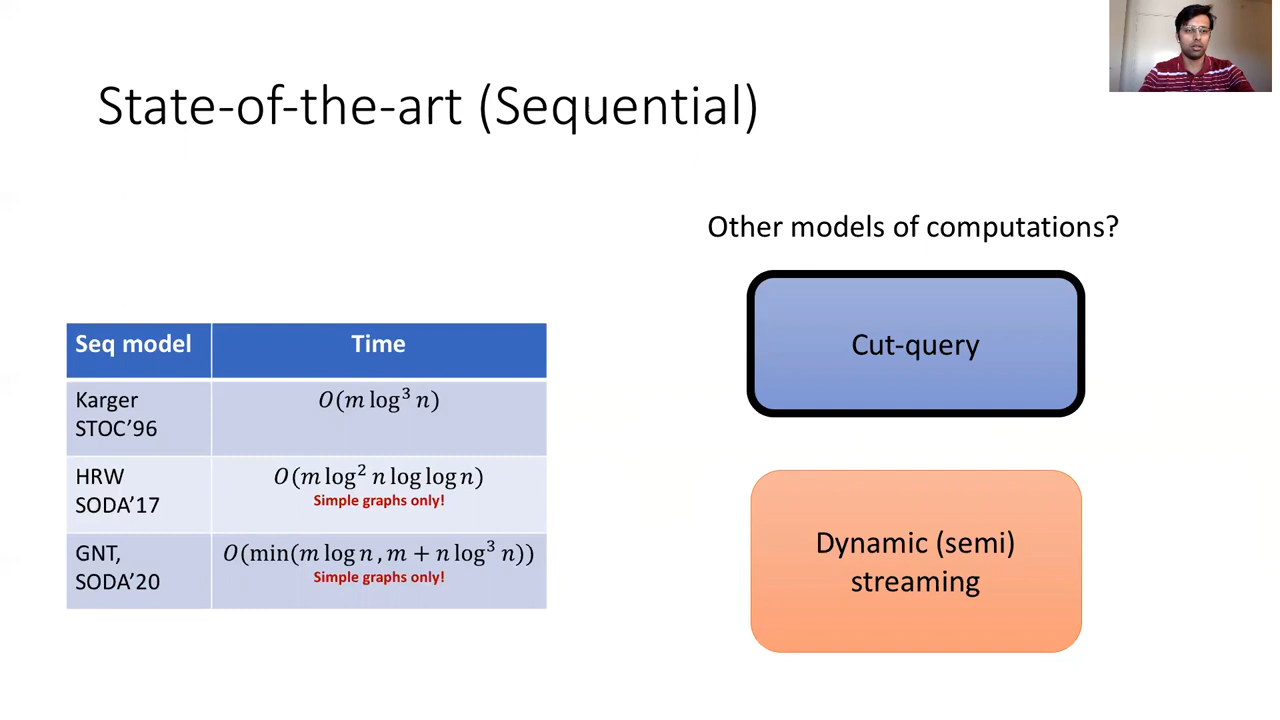 State-of-the-art (Sequential)
Other models of computations?
Cut-query
Dynamic (semi)
streaming
Seq model Time
Karger
STOC’96
O(m log³ n)
HRW
SODA’17
O(m log² n log log n)
Simple graphs only!
GNT,
SODA’20
O(min(m log n , m + n log³ n))
Simple graphs only!